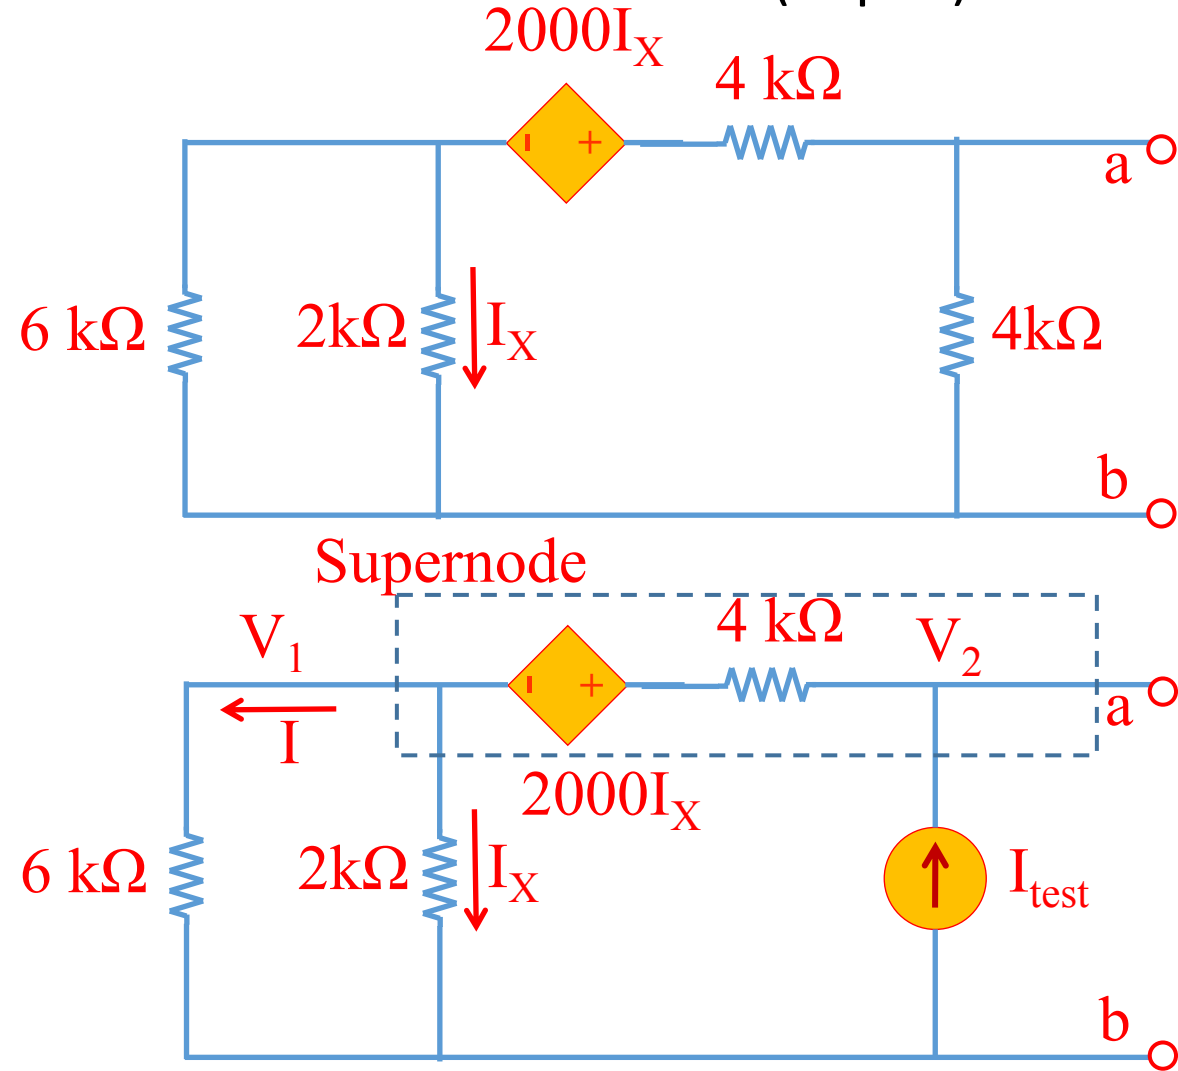 2000I_X
4 kΩ
- +
a
6 kΩ 2kΩ I_X 4kΩ
b
Supernode
4 kΩ
V_1 V_2
- +
a
I
2000I_X
6 kΩ 2kΩ I_X I_test
b